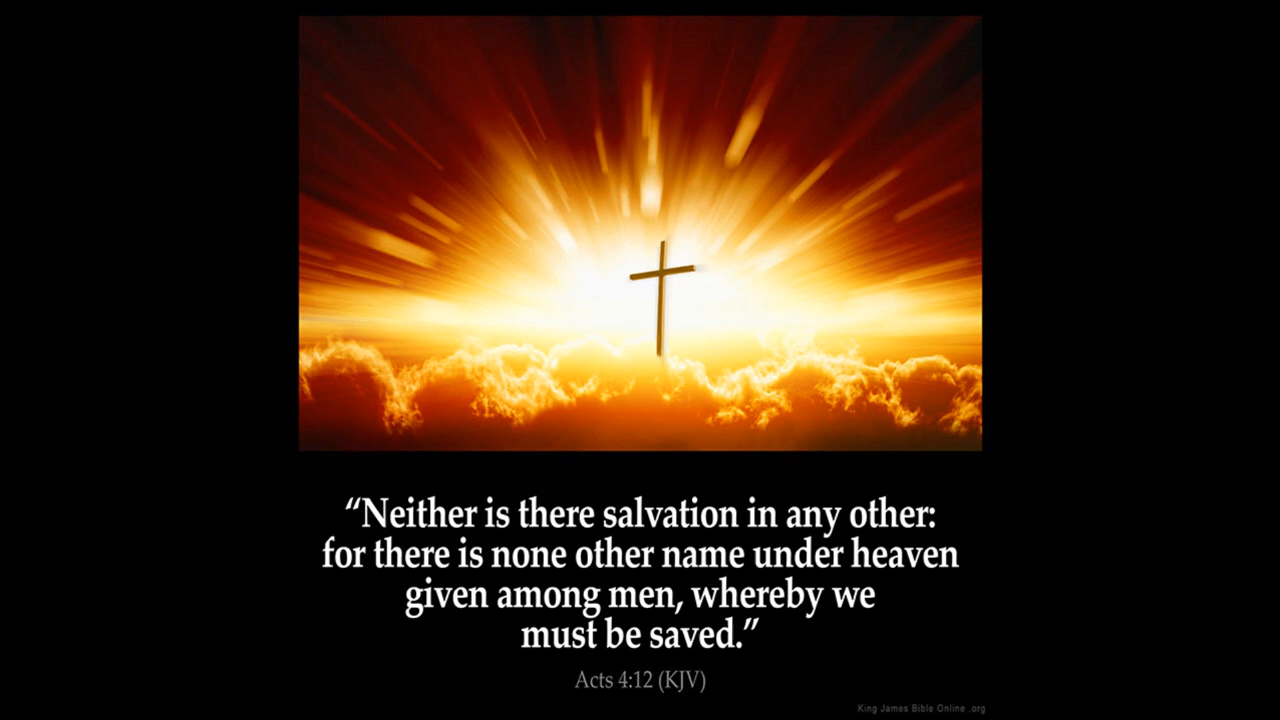 “Neither is there salvation in any other:
for there is none other name under heaven
given among men, whereby we
must be saved.”
Acts 4:12 (KJV)
King James Bible Online .org